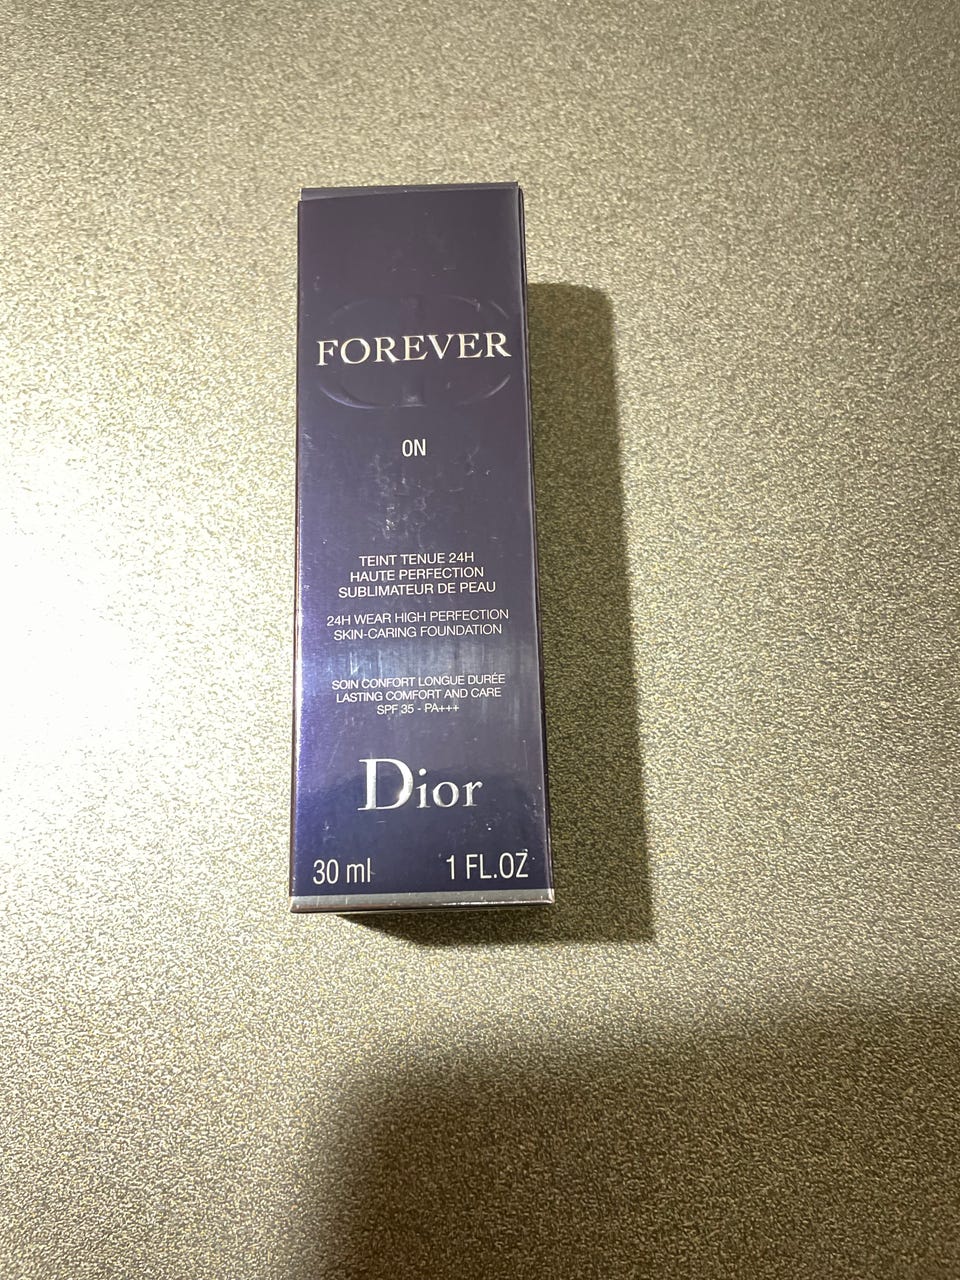 FOREVER
0N
TEINT TENUE 24H
HAUTE PERFECTION
SUBLIMATEUR DE PEAU
24H WEAR HIGH PERFECTION
SKIN-CARING FOUNDATION
SOIN CONFORT LONGUE DURÉE
LASTING COMFORT AND CARE
SPF 35 - PA+++
Dior
30 ml 1 FL.OZ